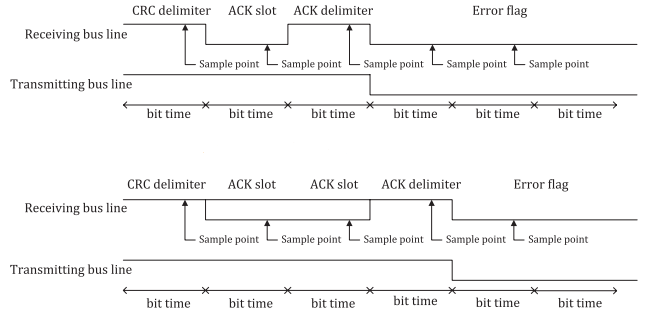 CRC delimiter ACK slot ACK delimiter Error flag
Receiving bus line
Sample point Sample point Sample point Sample point Sample point
Transmitting bus line
bit time bit time bit time bit time bit time bit time
CRC delimiter ACK slot ACK slot ACK delimiter Error flag
Receiving bus line
Sample point Sample point Sample point Sample point Sample point
Transmitting bus line
bit time bit time bit time bit time bit time bit time